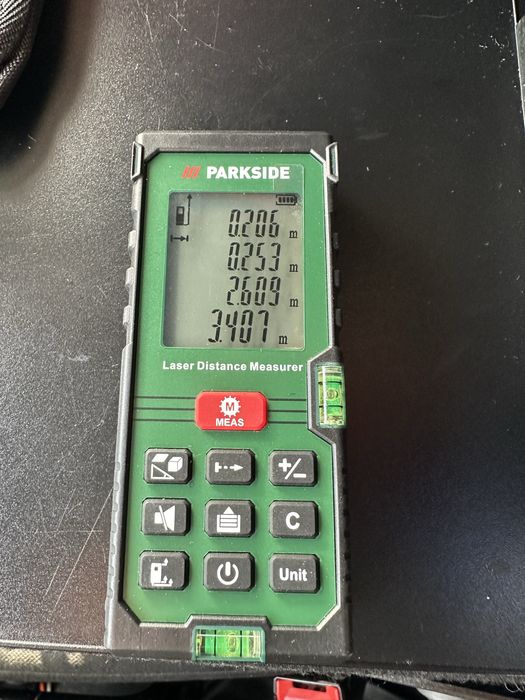 PARKSIDE
0.206 m
0.253 m
2.609 m
3.407 m
Laser Distance Measurer
M
MEAS
+/-
C
Unit